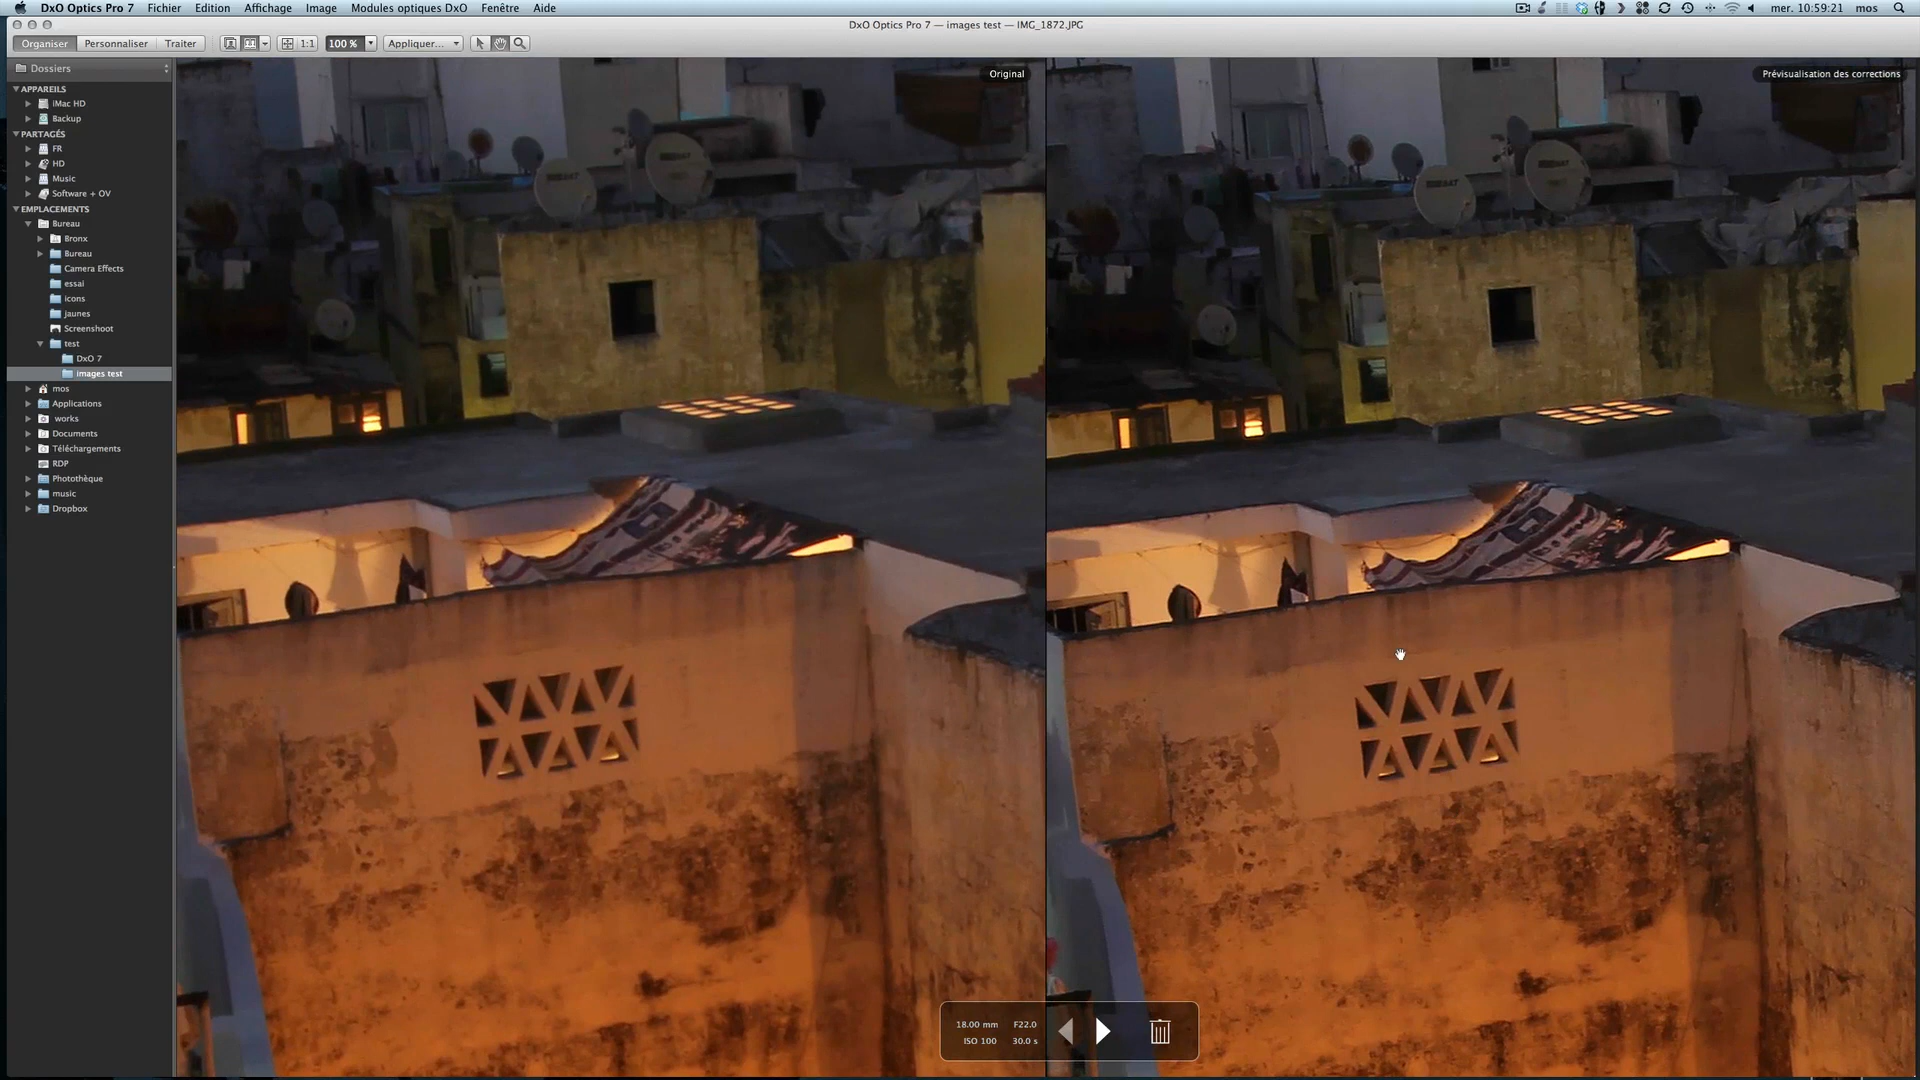 DxO Optics Pro 7 Fichier Edition Affichage Image Modules optiques DxO Fenêtre Aide mer. 10:59:21 mos
DxO Optics Pro 7 — images test — IMG_1872.JPG
Organiser Personnaliser Traiter 1:1 100 % Appliquer...
Dossiers
Original
Prévisualisation des corrections
APPAREILS
iMac HD
Backup
PARTAGÉS
FR
HD
Music
Software + OV
EMPLACEMENTS
Bureau
Bronx
Bureau
Camera Effects
essai
icons
jaunes
Screenshoot
test
DxO 7
images test
mos
Applications
works
Documents
Téléchargements
RDP
Photothèque
music
Dropbox
18.00 mm F22.0
ISO 100 30.0 s